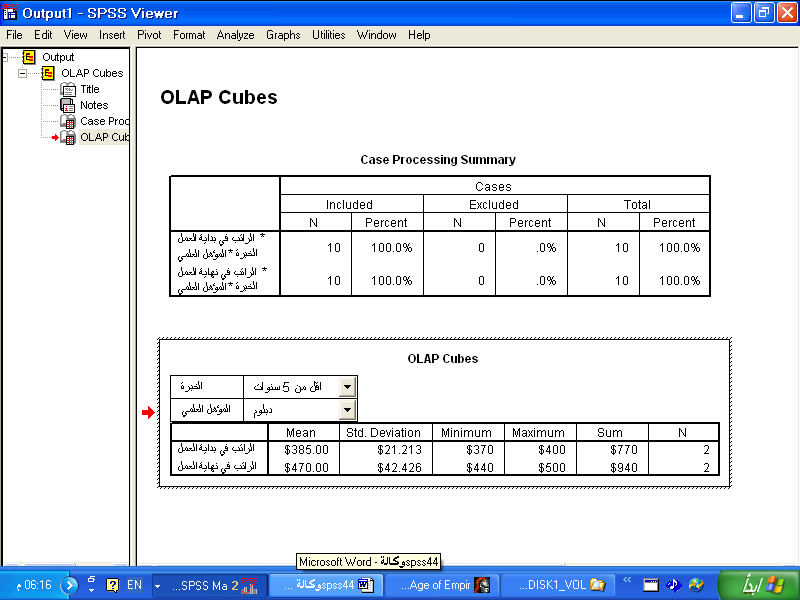 Output1 - SPSS Viewer
File Edit View Insert Pivot Format Analyze Graphs Utilities Window Help
Output
OLAP Cubes
Title
Notes
Case Proc
OLAP Cub
OLAP Cubes
Case Processing Summary
Cases
Included Excluded Total
N Percent N Percent N Percent
الراتب في بداية العمل *
الخبرة * المؤهل العلمي
10 100.0% 0 .0% 10 100.0%
الراتب في نهاية العمل *
الخبرة * المؤهل العلمي
10 100.0% 0 .0% 10 100.0%
OLAP Cubes
الخبرة اقل من 5 سنوات
المؤهل العلمي دبلوم
Mean Std. Deviation Minimum Maximum Sum N
الراتب في بداية العمل $385.00 $21.213 $370 $400 $770 2
الراتب في نهاية العمل $470.00 $42.426 $440 $500 $940 2
Microsoft Word - وكالةspss44
06:16 م EN ...SPSS Ma 2 ... وكالةspss44 ...Age of Empir ...DISK1_VOL ابدأ